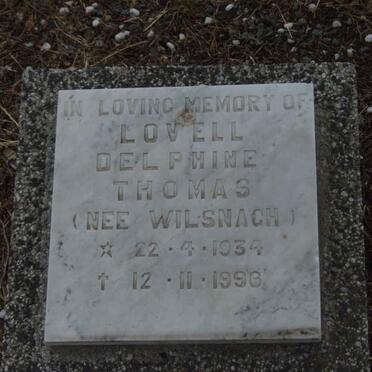 IN LOVING MEMORY OF
LOVELL
DELPHINE
THOMAS
(NEE WILSNACH)
☆ 22·4·1934
† 12·11·1996